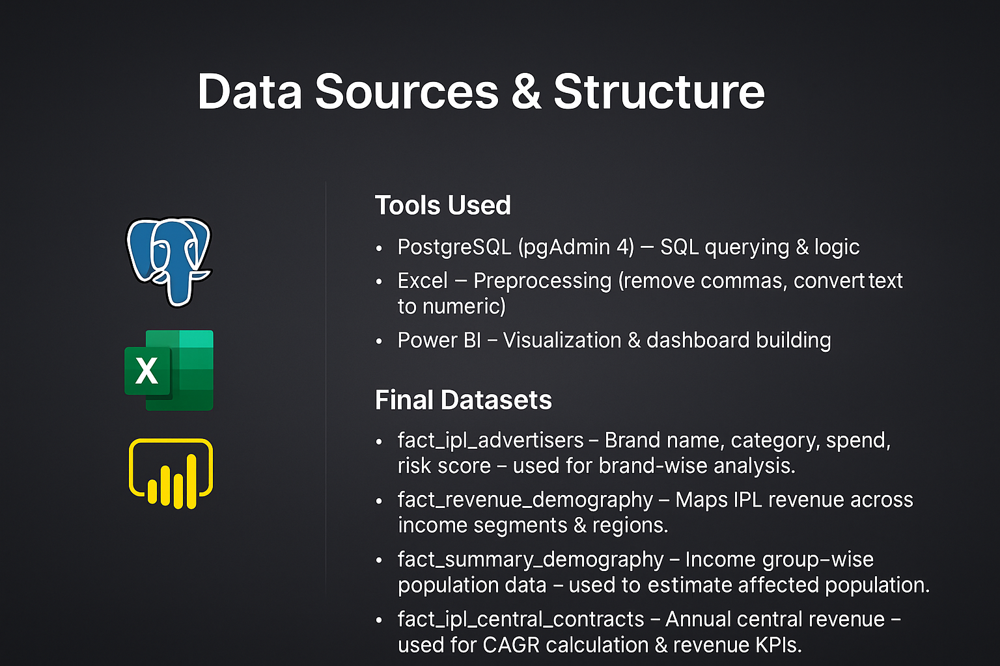 Data Sources & Structure
X
Tools Used
• PostgreSQL (pgAdmin 4) – SQL querying & logic
• Excel – Preprocessing (remove commas, convert text
to numeric)
• Power BI – Visualization & dashboard building
Final Datasets
• fact_ipl_advertisers – Brand name, category, spend,
risk score – used for brand-wise analysis.
• fact_revenue_demography – Maps IPL revenue across
income segments & regions.
• fact_summary_demography – Income group-wise
population data – used to estimate affected population.
• fact_ipl_central_contracts – Annual central revenue –
used for CAGR calculation & revenue KPIs.